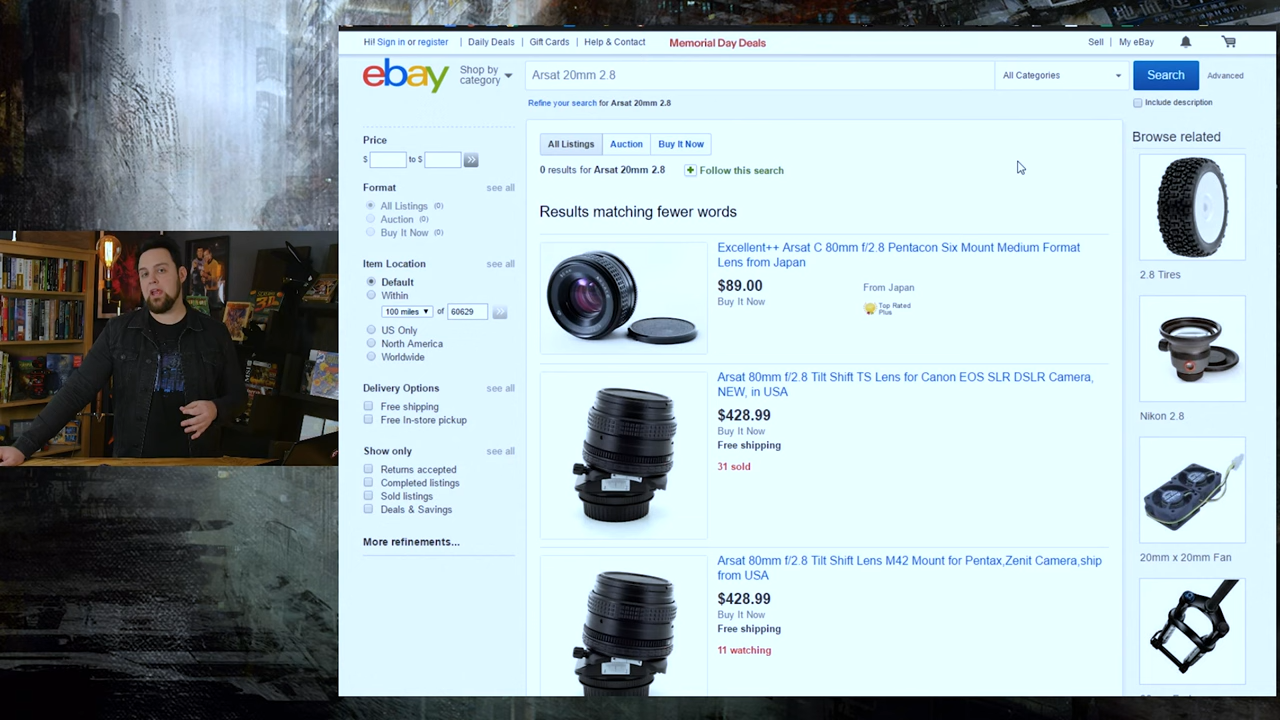 Hi! Sign in or register | Daily Deals | Gift Cards | Help & Contact Memorial Day Deals Sell | My eBay
ebay Shop by category Arsat 20mm 2.8 All Categories Search Advanced
Refine your search for Arsat 20mm 2.8 Include description
Price
$ to $ »
Format see all
All Listings (0)
Auction (0)
Buy It Now (0)
Item Location see all
Default
Within
100 miles of 60629 »
US Only
North America
Worldwide
Delivery Options see all
Free shipping
Free In-store pickup
Show only see all
Returns accepted
Completed listings
Sold listings
Deals & Savings
More refinements...
All Listings Auction Buy It Now
0 results for Arsat 20mm 2.8 Follow this search
Results matching fewer words
Excellent++ Arsat C 80mm f/2.8 Pentacon Six Mount Medium Format
Lens from Japan
$89.00 From Japan
Buy It Now Top Rated
Plus
Arsat 80mm f/2.8 Tilt Shift TS Lens for Canon EOS SLR DSLR Camera,
NEW, in USA
$428.99
Buy It Now
Free shipping
31 sold
Arsat 80mm f/2.8 Tilt Shift Lens M42 Mount for Pentax,Zenit Camera,ship
from USA
$428.99
Buy It Now
Free shipping
11 watching
Browse related
2.8 Tires
Nikon 2.8
20mm x 20mm Fan